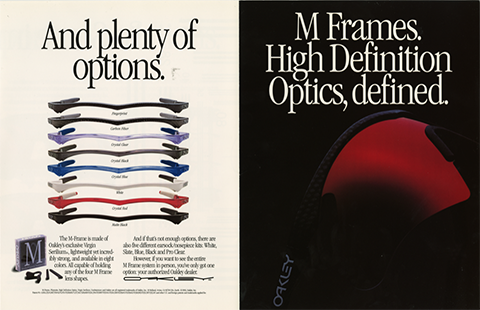 And plenty of
options.
Fingerprint
Carbon Fiber
Crystal Clear
Crystal Black
Crystal Blue
White
Crystal Red
Matte Black
The M Frame is made of
Oakley's exclusive Virgin
lightweight yet incred-
ibly strong, and available in eight
colors. All capable of holding
any of the four M Frame
lens shapes.
M
And if that's not enough options, there are
also five different earsock/nosepiece kits: White,
Slate, Blue, Black and Pro Clear.
However, if you want to see the entire
M Frame system in person, you've only got one
option: your authorized Oakley dealer.
OAKLEY
M Frames.
High Definition
Optics, defined.
OAKLEY